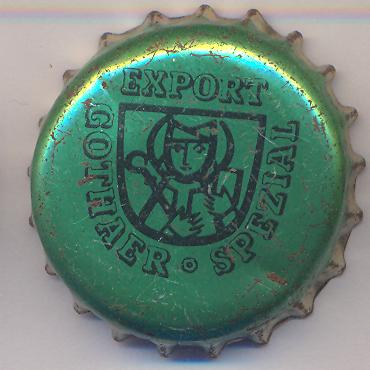 EXPORT
GOTHAER · SPEZIAL